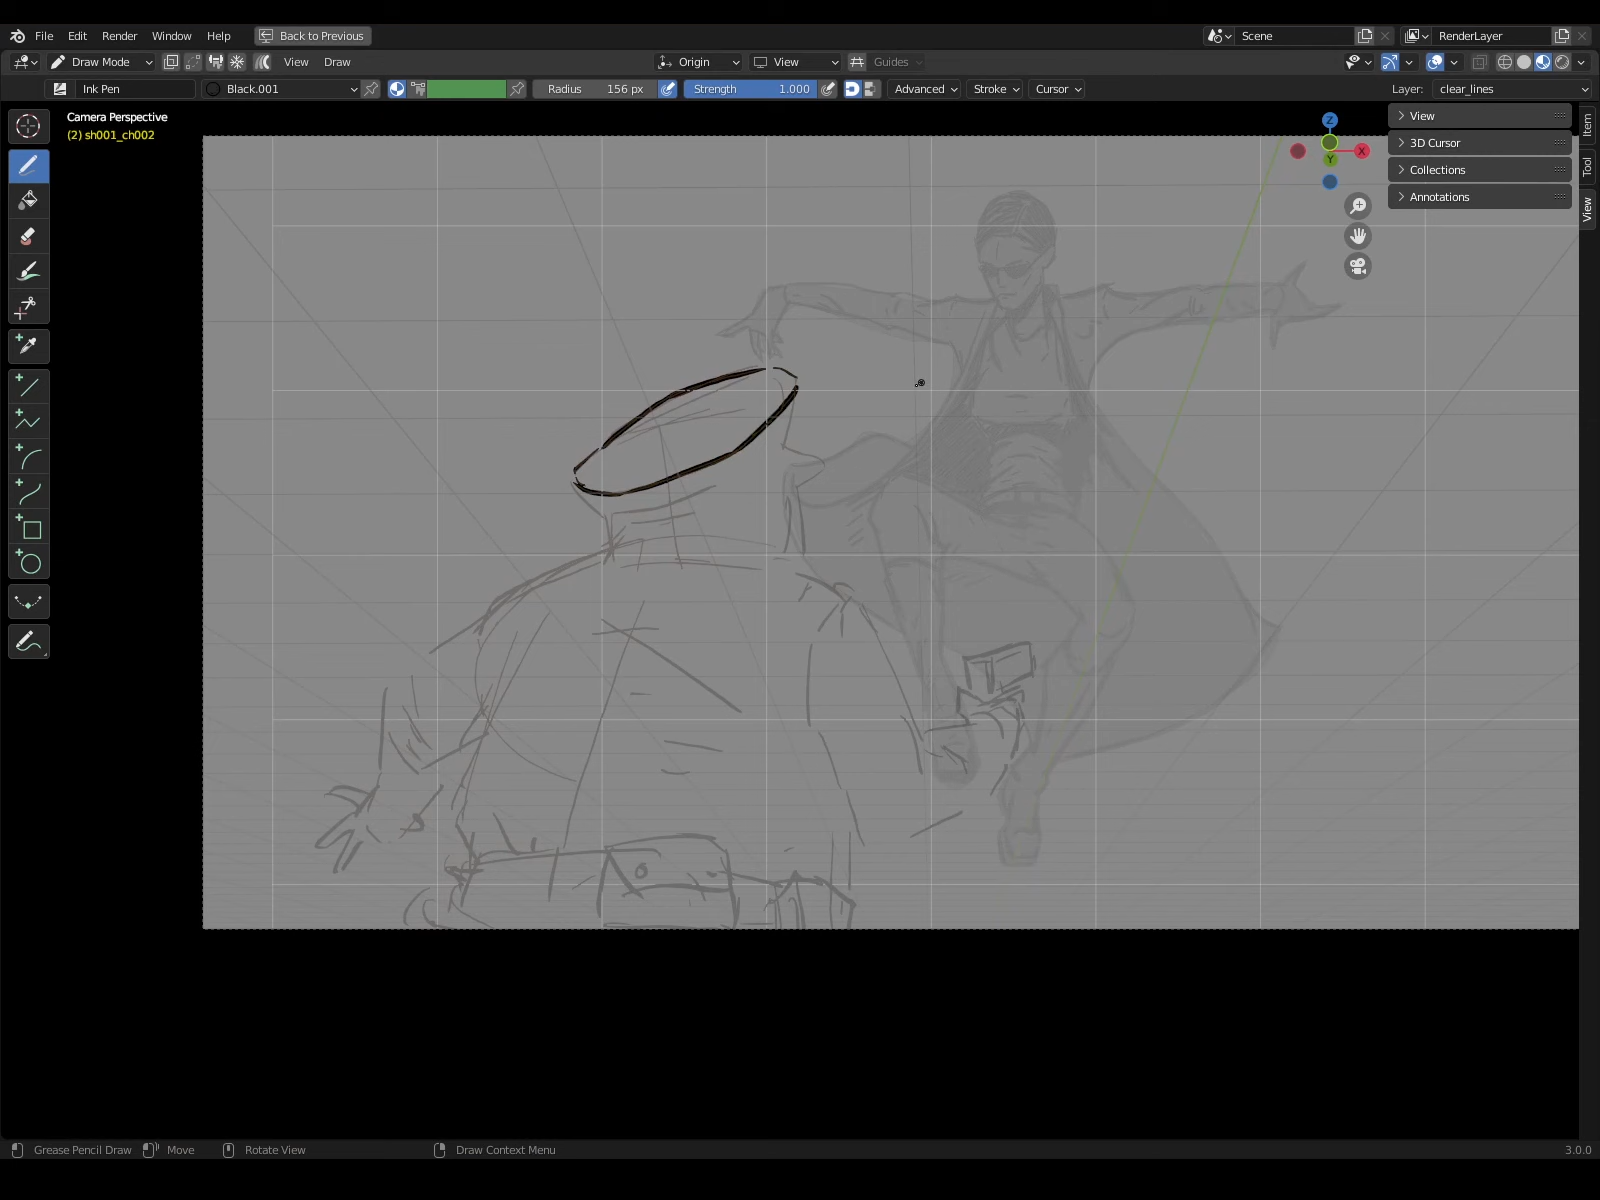 File Edit Render Window Help Back to Previous Scene RenderLayer
Draw Mode View Draw Origin View Guides
Ink Pen Black.001 Radius 156 px Strength 1.000 Advanced Stroke Cursor Layer: clear_lines
Camera Perspective
(2) sh001_ch002
Z
X
Y
View
3D Cursor
Collections
Annotations
Item
Tool
View
Grease Pencil Draw Move Rotate View Draw Context Menu 3.0.0